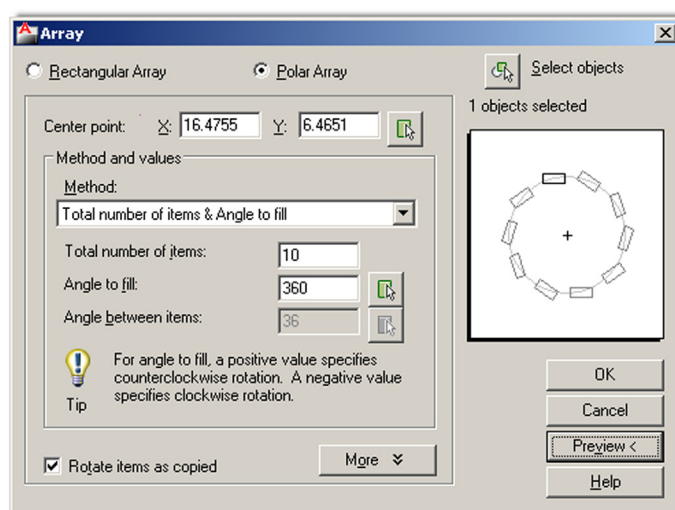 Array
Rectangular Array Polar Array Select objects
1 objects selected
Center point: X: 16.4755 Y: 6.4651
Method and values
Method:
Total number of items & Angle to fill
Total number of items: 10
Angle to fill: 360
Angle between items: 36
For angle to fill, a positive value specifies
counterclockwise rotation. A negative value
specifies clockwise rotation.
Tip
Rotate items as copied
More
OK
Cancel
Preview <
Help